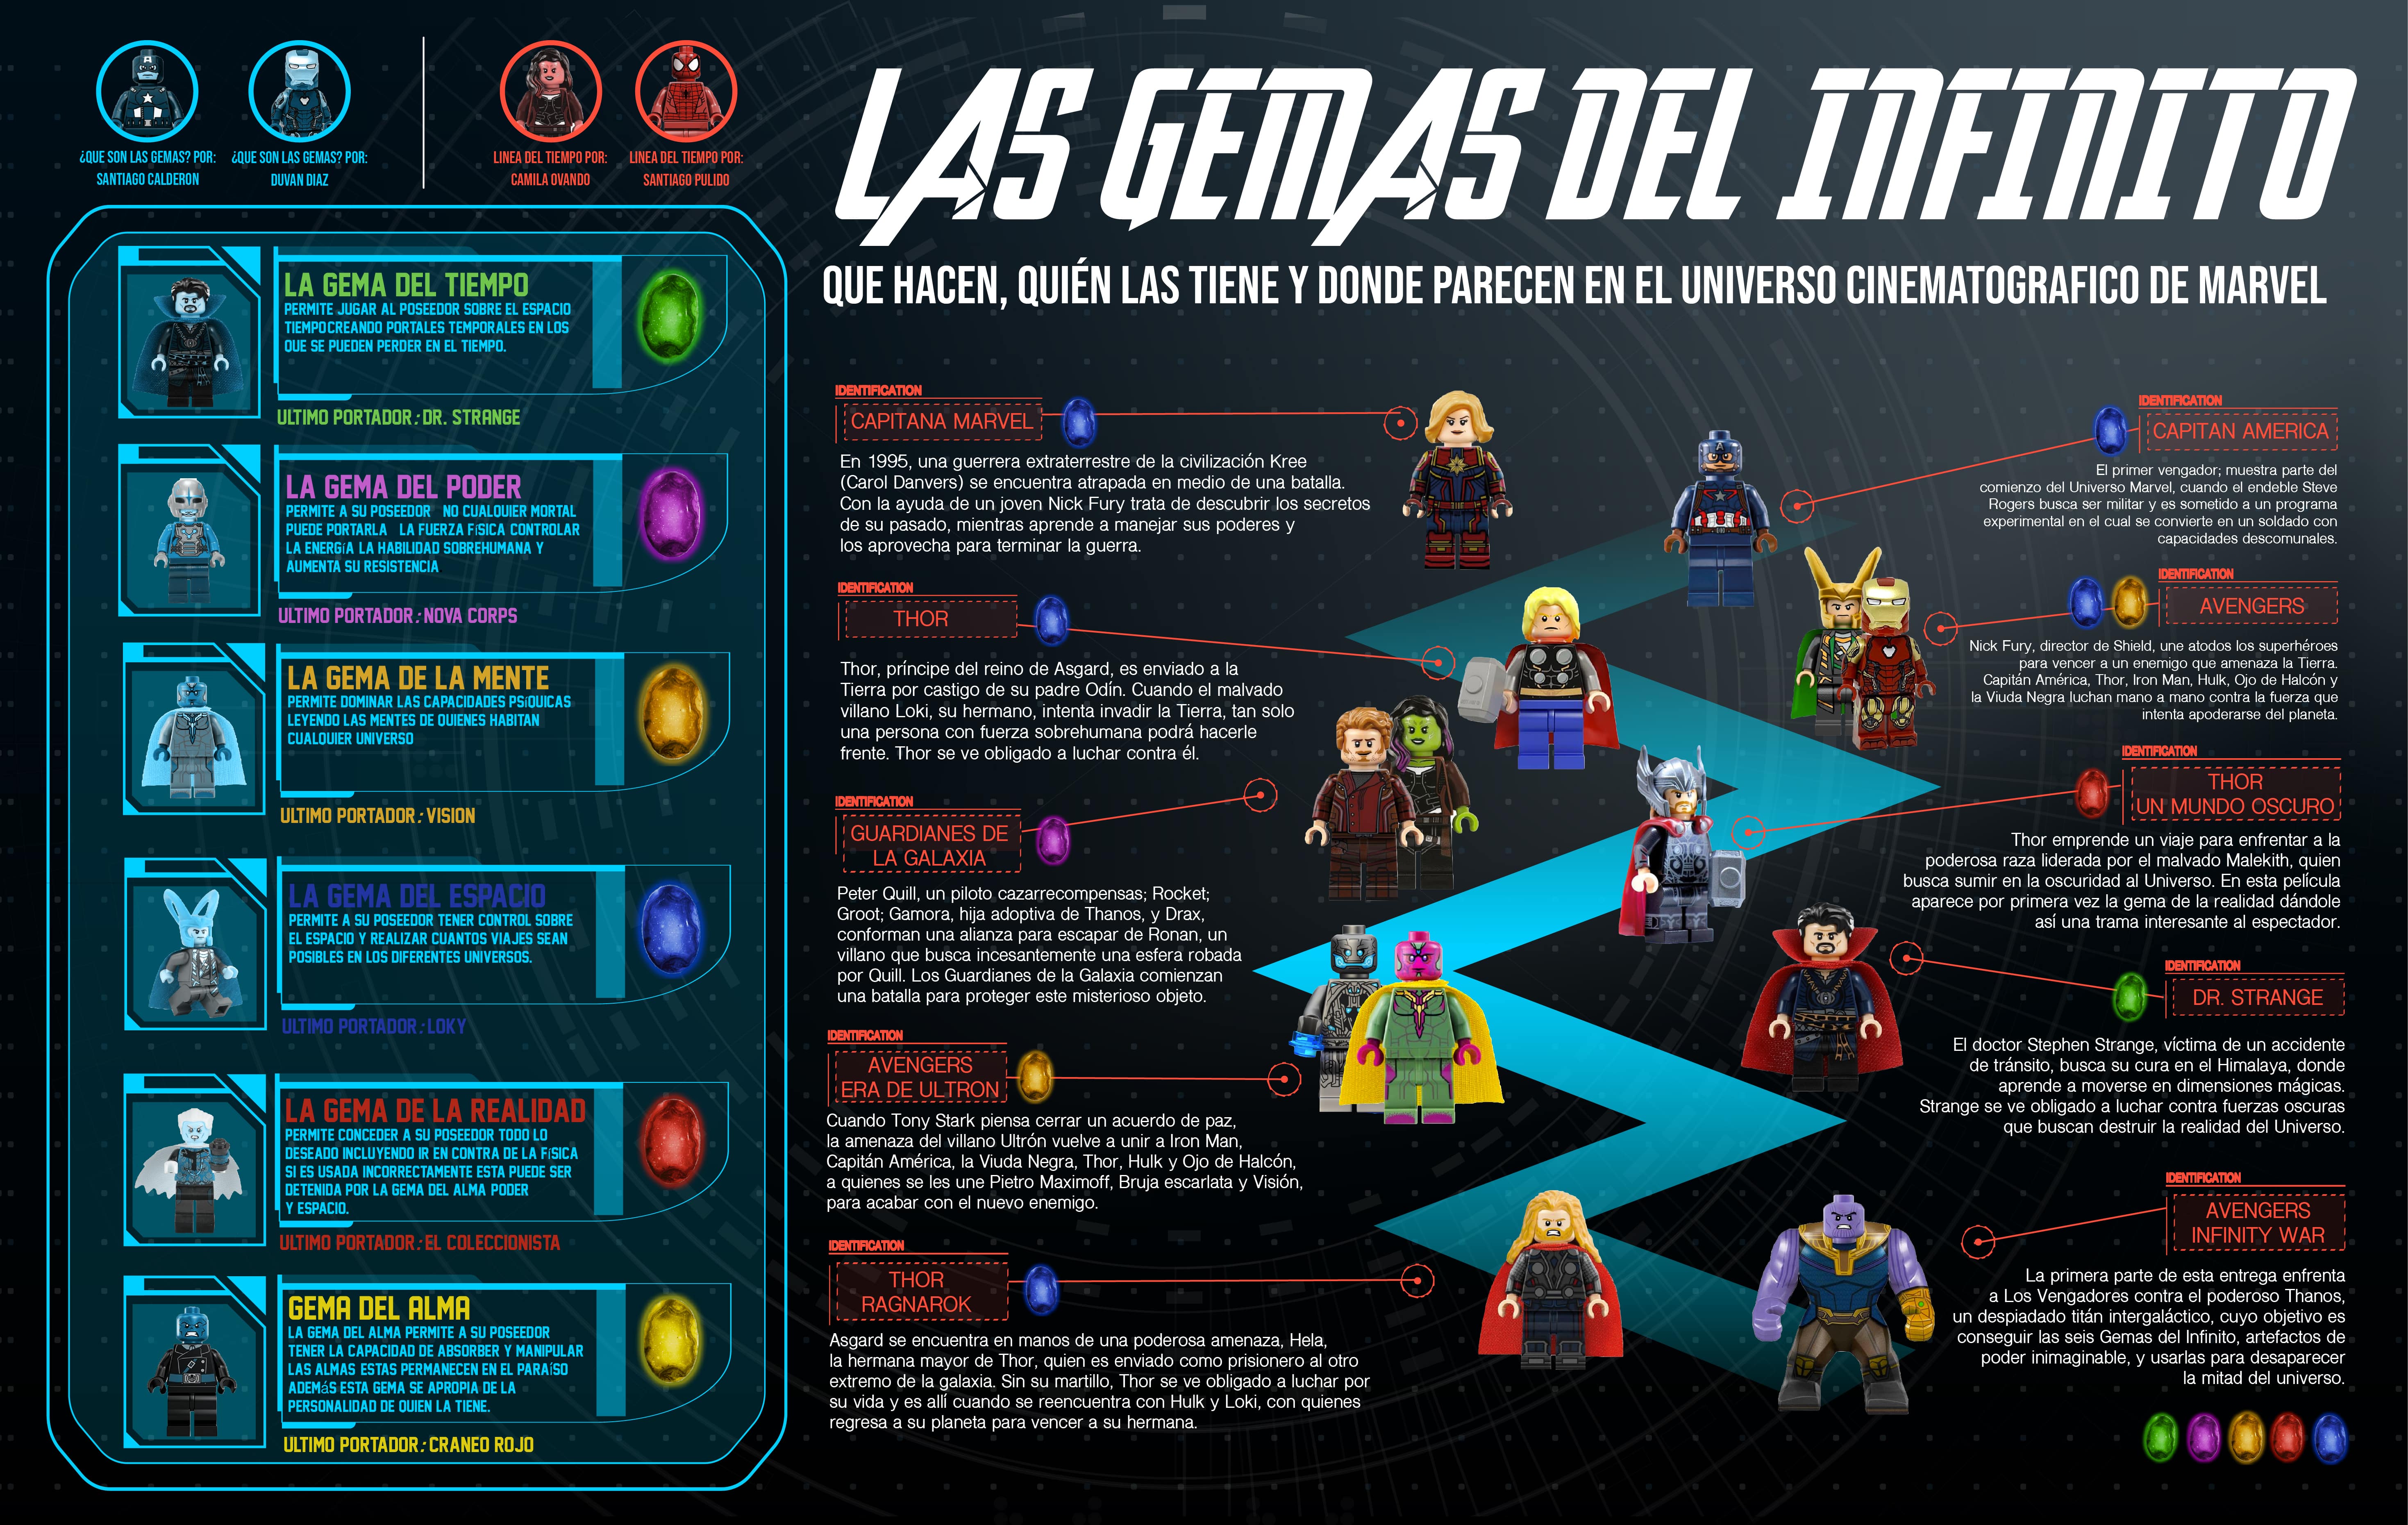 ¿QUE SON LAS GEMAS? POR:
SANTIAGO CALDERON
¿QUE SON LAS GEMAS? POR:
DUVAN DIAZ
LINEA DEL TIEMPO POR:
CAMILA OVANDO
LINEA DEL TIEMPO POR:
SANTIAGO PULIDO
LAS GEMAS DEL INFINITO
QUE HACEN, QUIÉN LAS TIENE Y DONDE PARECEN EN EL UNIVERSO CINEMATOGRAFICO DE MARVEL
LA GEMA DEL TIEMPO
PERMITE JUGAR AL POSEEDOR SOBRE EL ESPACIO
TIEMPOCREANDO PORTALES TEMPORALES EN LOS
QUE SE PUEDEN PERDER EN EL TIEMPO.
ULTIMO PORTADOR: DR. STRANGE
LA GEMA DEL PODER
PERMITE A SU POSEEDOR NO CUALQUIER MORTAL
PUEDE PORTARLA LA FUERZA FíSICA CONTROLAR
LA ENERGíA LA HABILIDAD SOBREHUMANA Y
AUMENTA SU RESISTENCIA
ULTIMO PORTADOR: NOVA CORPS
LA GEMA DE LA MENTE
PERMITE DOMINAR LAS CAPACIDADES PSíQUICAS
LEYENDO LAS MENTES DE QUIENES HABITAN
CUALQUIER UNIVERSO
ULTIMO PORTADOR: VISION
LA GEMA DEL ESPACIO
PERMITE A SU POSEEDOR TENER CONTROL SOBRE
EL ESPACIO Y REALIZAR CUANTOS VIAJES SEAN
POSIBLES EN LOS DIFERENTES UNIVERSOS.
ULTIMO PORTADOR: LOKY
LA GEMA DE LA REALIDAD
PERMITE CONCEDER A SU POSEEDOR TODO LO
DESEADO INCLUYENDO IR EN CONTRA DE LA FíSICA
SI ES USADA INCORRECTAMENTE ESTA PUEDE SER
DETENIDA POR LA GEMA DEL ALMA PODER
Y ESPACIO.
ULTIMO PORTADOR: EL COLECCIONISTA
GEMA DEL ALMA
LA GEMA DEL ALMA PERMITE A SU POSEEDOR
TENER LA CAPACIDAD DE ABSORBER Y MANIPULAR
LAS ALMAS ESTAS PERMANECEN EN EL PARAíSO
ADEMáS ESTA GEMA SE APROPIA DE LA
PERSONALIDAD DE QUIEN LA TIENE.
ULTIMO PORTADOR: CRANEO ROJO
IDENTIFICATION
CAPITANA MARVEL
En 1995, una guerrera extraterrestre de la civilización Kree
(Carol Danvers) se encuentra atrapada en medio de una batalla.
Con la ayuda de un joven Nick Fury trata de descubrir los secretos
de su pasado, mientras aprende a manejar sus poderes y
los aprovecha para terminar la guerra.
IDENTIFICATION
CAPITAN AMERICA
El primer vengador; muestra parte del
comienzo del Universo Marvel, cuando el endeble Steve
Rogers busca ser militar y es sometido a un programa
experimental en el cual se convierte en un soldado con
capacidades descomunales.
IDENTIFICATION
THOR
Thor, príncipe del reino de Asgard, es enviado a la
Tierra por castigo de su padre Odín. Cuando el malvado
villano Loki, su hermano, intenta invadir la Tierra, tan solo
una persona con fuerza sobrehumana podrá hacerle
frente. Thor se ve obligado a luchar contra él.
IDENTIFICATION
AVENGERS
Nick Fury, director de Shield, une atodos los superhéroes
para vencer a un enemigo que amenaza la Tierra.
Capitán América, Thor, Iron Man, Hulk, Ojo de Halcón y
la Viuda Negra luchan mano a mano contra la fuerza que
intenta apoderarse del planeta.
IDENTIFICATION
GUARDIANES DE
LA GALAXIA
Peter Quill, un piloto cazarrecompensas; Rocket;
Groot; Gamora, hija adoptiva de Thanos, y Drax,
conforman una alianza para escapar de Ronan, un
villano que busca incesantemente una esfera robada
por Quill. Los Guardianes de la Galaxia comienzan
una batalla para proteger este misterioso objeto.
IDENTIFICATION
THOR
UN MUNDO OSCURO
Thor emprende un viaje para enfrentar a la
poderosa raza liderada por el malvado Malekith, quien
busca sumir en la oscuridad al Universo. En esta película
aparece por primera vez la gema de la realidad dándole
así una trama interesante al espectador.
IDENTIFICATION
AVENGERS
ERA DE ULTRON
Cuando Tony Stark piensa cerrar un acuerdo de paz,
la amenaza del villano Ultrón vuelve a unir a Iron Man,
Capitán América, la Viuda Negra, Thor, Hulk y Ojo de Halcón,
a quienes se les une Pietro Maximoff, Bruja escarlata y Visión,
para acabar con el nuevo enemigo.
IDENTIFICATION
DR. STRANGE
El doctor Stephen Strange, víctima de un accidente
de tránsito, busca su cura en el Himalaya, donde
aprende a moverse en dimensiones mágicas.
Strange se ve obligado a luchar contra fuerzas oscuras
que buscan destruir la realidad del Universo.
IDENTIFICATION
THOR
RAGNAROK
Asgard se encuentra en manos de una poderosa amenaza, Hela,
la hermana mayor de Thor, quien es enviado como prisionero al otro
extremo de la galaxia. Sin su martillo, Thor se ve obligado a luchar por
su vida y es allí cuando se reencuentra con Hulk y Loki, con quienes
regresa a su planeta para vencer a su hermana.
IDENTIFICATION
AVENGERS
INFINITY WAR
La primera parte de esta entrega enfrenta
a Los Vengadores contra el poderoso Thanos,
un despiadado titán intergaláctico, cuyo objetivo es
conseguir las seis Gemas del Infinito, artefactos de
poder inimaginable, y usarlas para desaparecer
la mitad del universo.